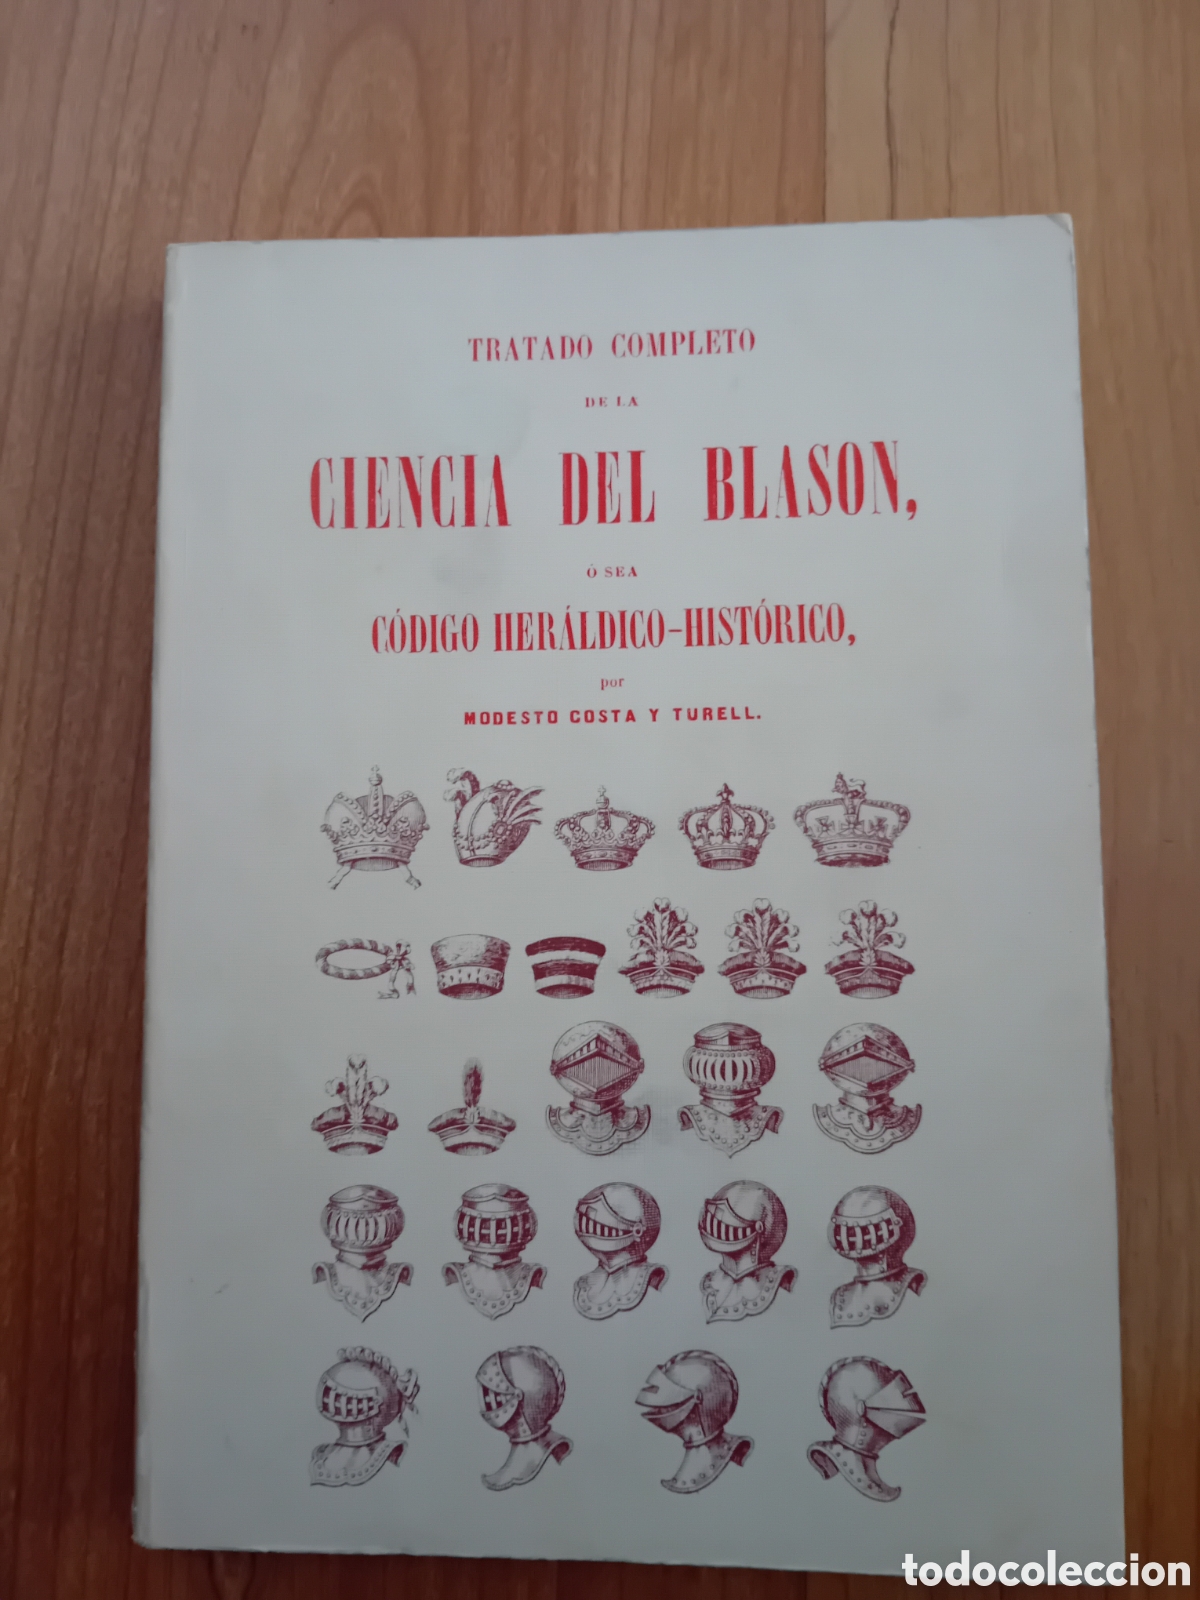 TRATADO COMPLETO
DE LA
CIENCIA DEL BLASON,
Ó SEA
CÓDIGO HERÁLDICO-HISTÓRICO,
por
MODESTO COSTA Y TURELL.
todocoleccion